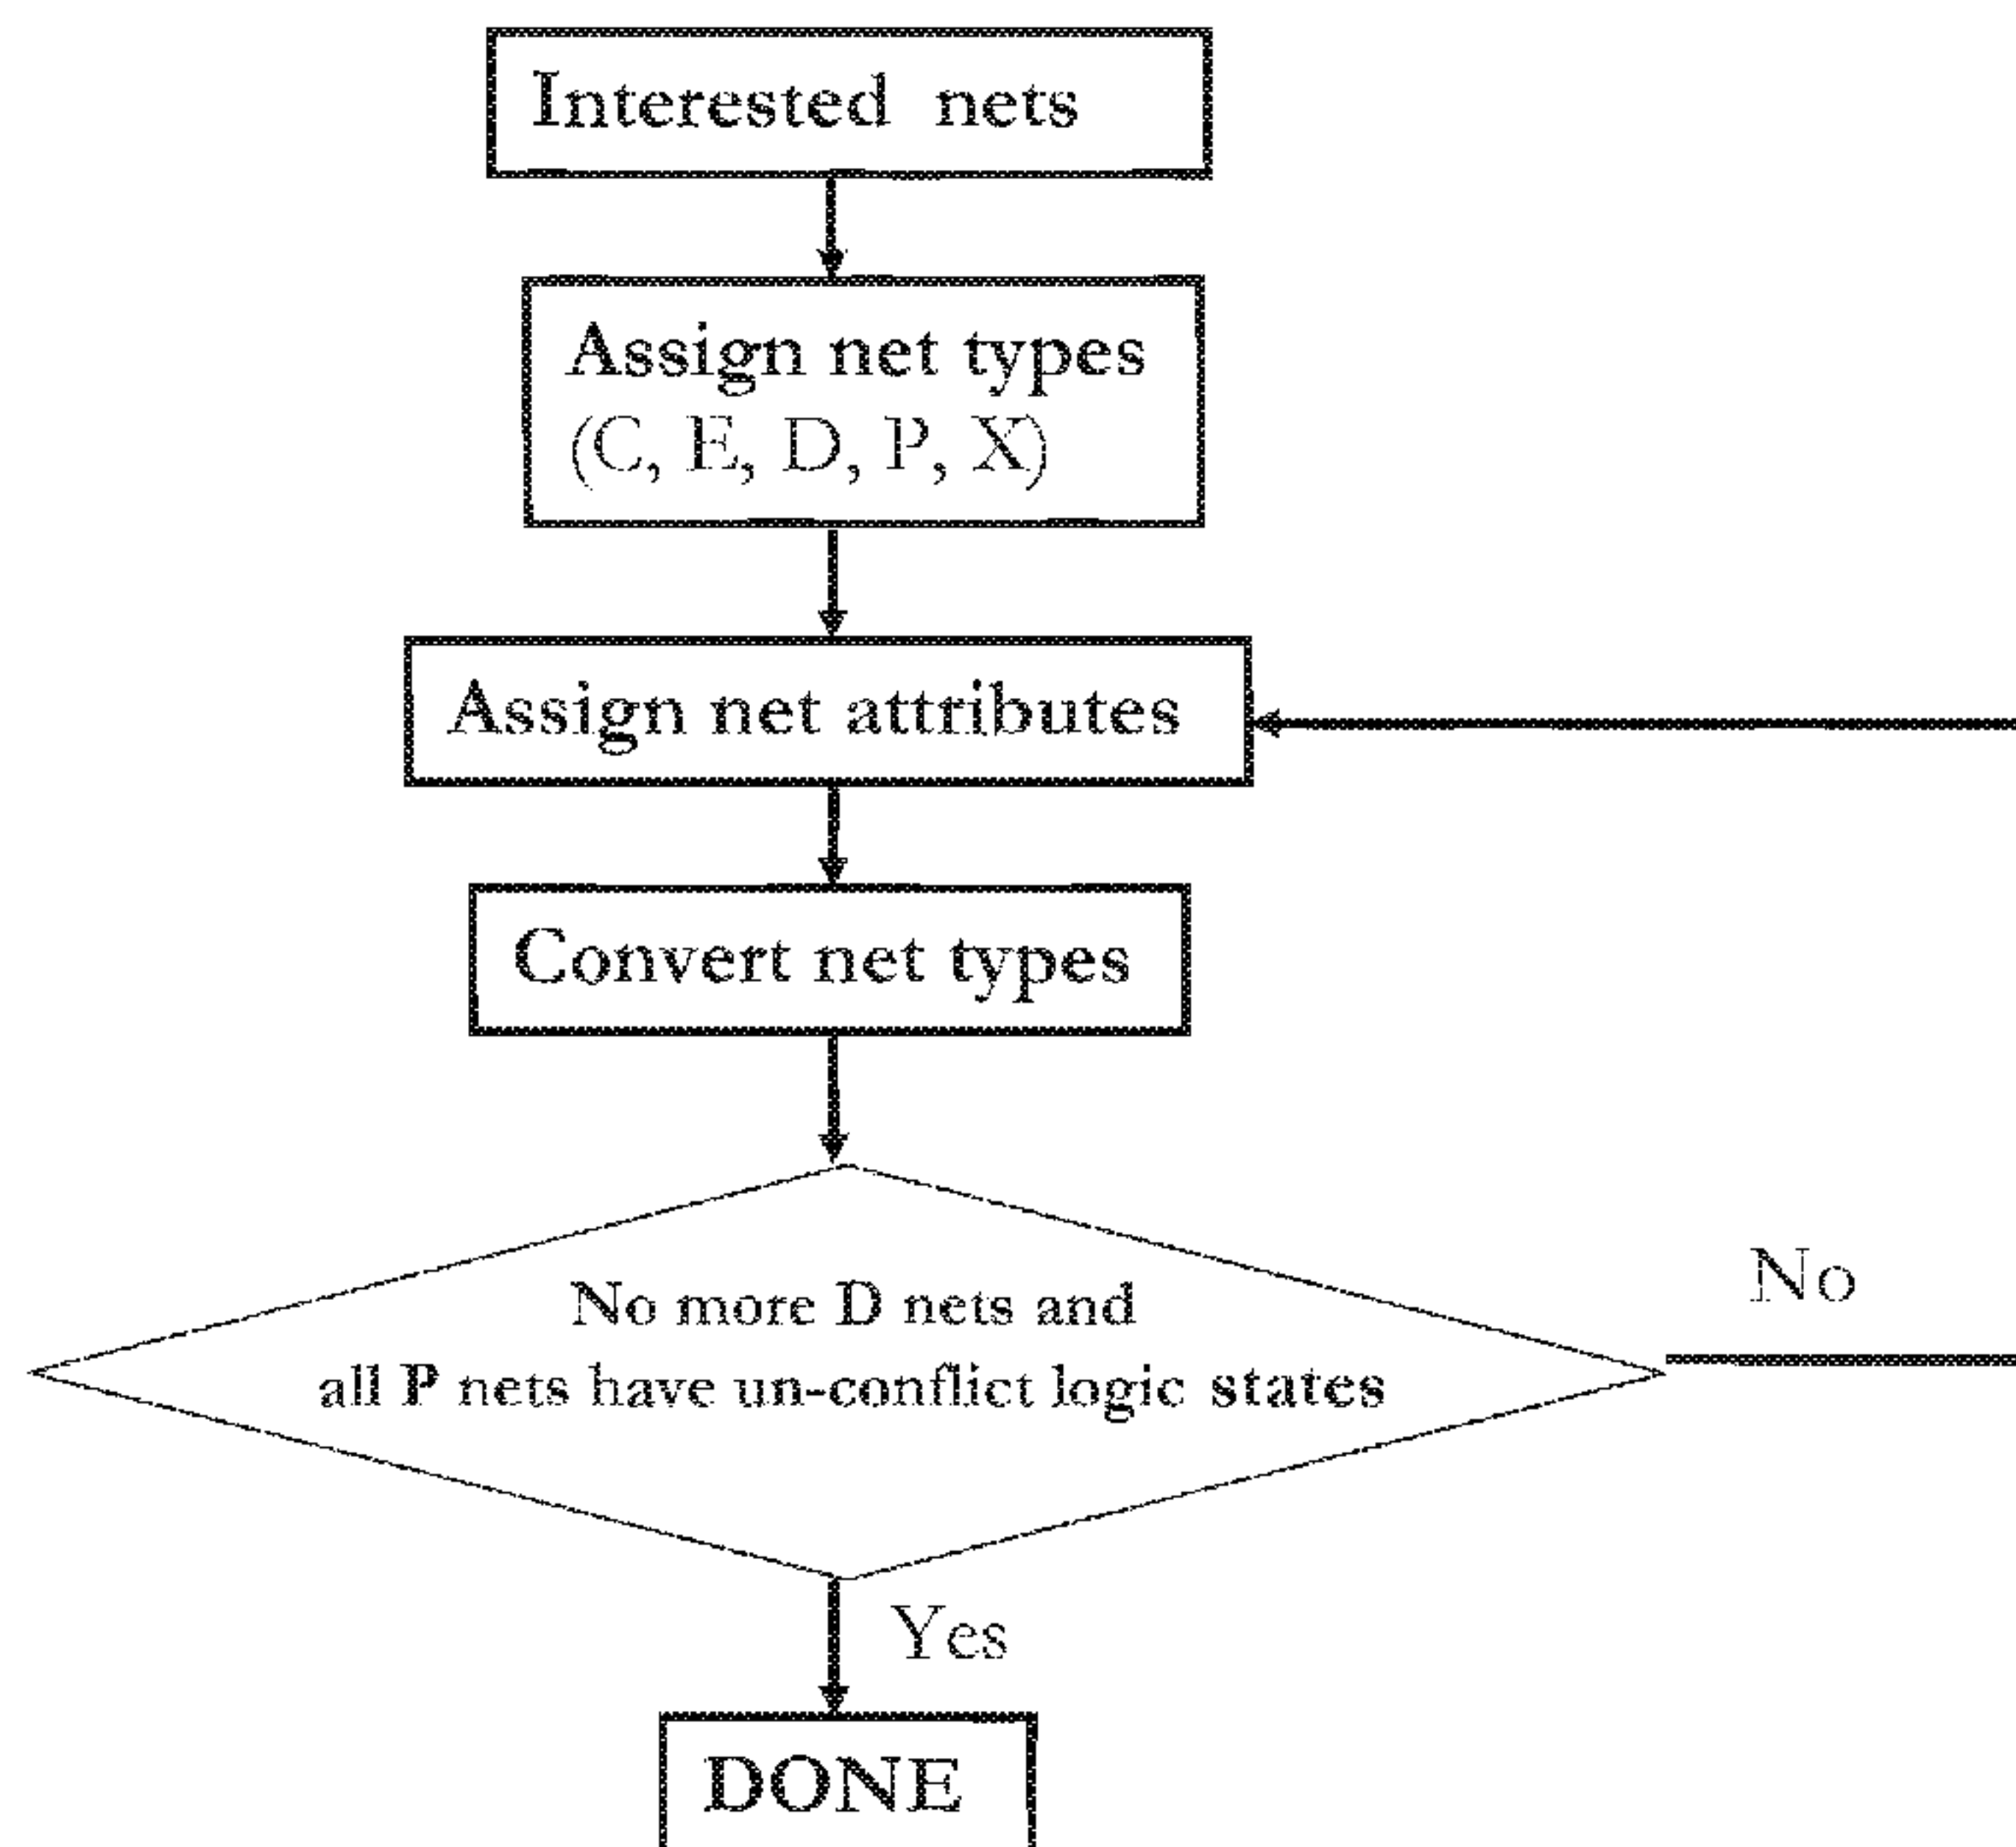 Interested nets
Assign net types
(C, E, D, P, X)
Assign net attributes
Convert net types
No more D nets and
all P nets have un-conflict logic states
No
Yes
DONE